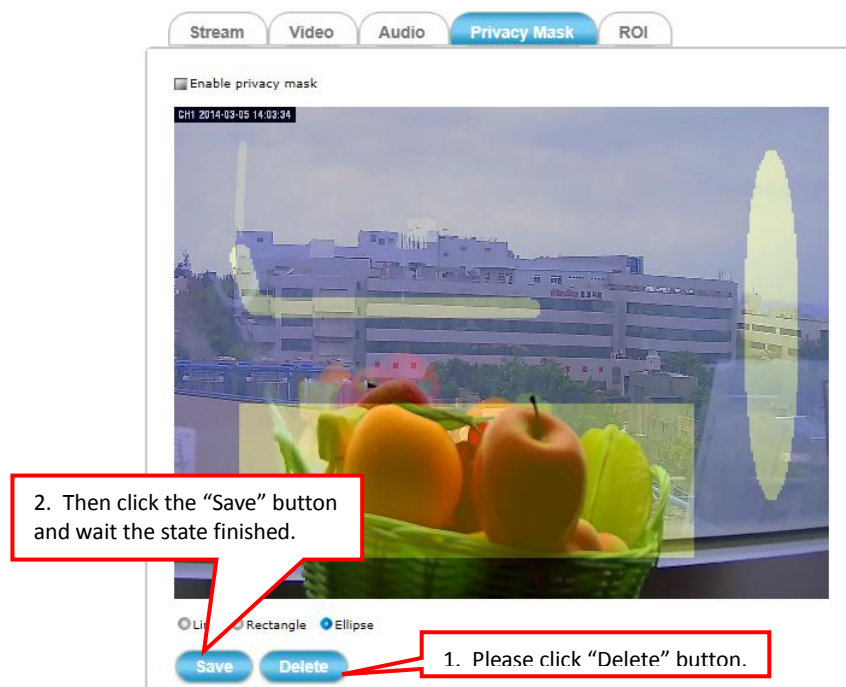 Stream Video Audio Privacy Mask ROI
Enable privacy mask
CH1 2014-03-05 14:03:34
2. Then click the “Save” button
and wait the state finished.
Rectangle Ellipse
Save Delete
1. Please click “Delete” button.